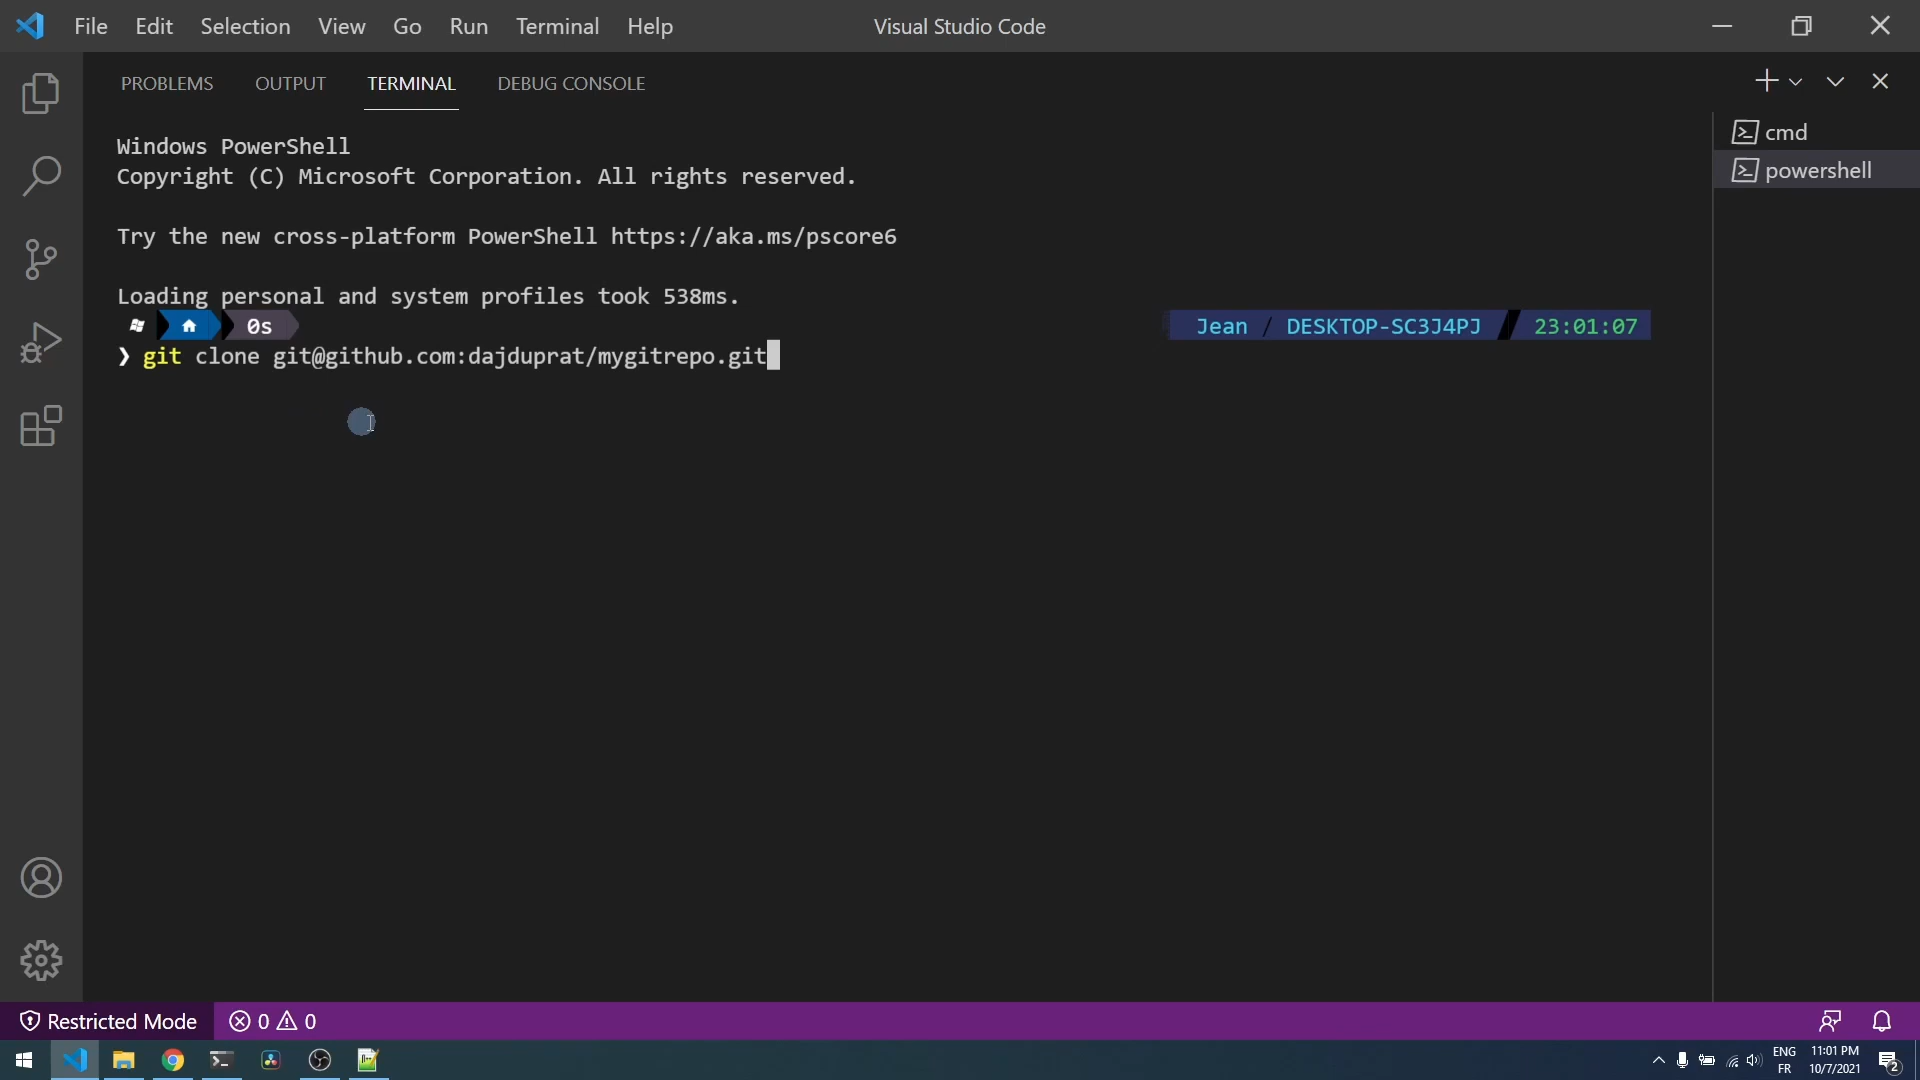 File Edit Selection View Go Run Terminal Help Visual Studio Code
PROBLEMS OUTPUT TERMINAL DEBUG CONSOLE
cmd
powershell
Windows PowerShell
Copyright (C) Microsoft Corporation. All rights reserved.
Try the new cross-platform PowerShell https://aka.ms/pscore6
Loading personal and system profiles took 538ms.
0s Jean / DESKTOP-SC3J4PJ 23:01:07
❯ git clone git@github.com:dajduprat/mygitrepo.git
Restricted Mode 0 0
ENG 11:01 PM
FR 10/7/2021 2